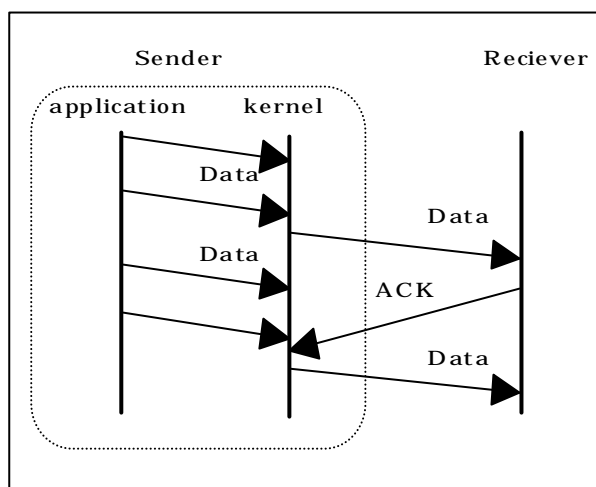 Sender Reciever
application kernel
Data
Data
Data
ACK
Data